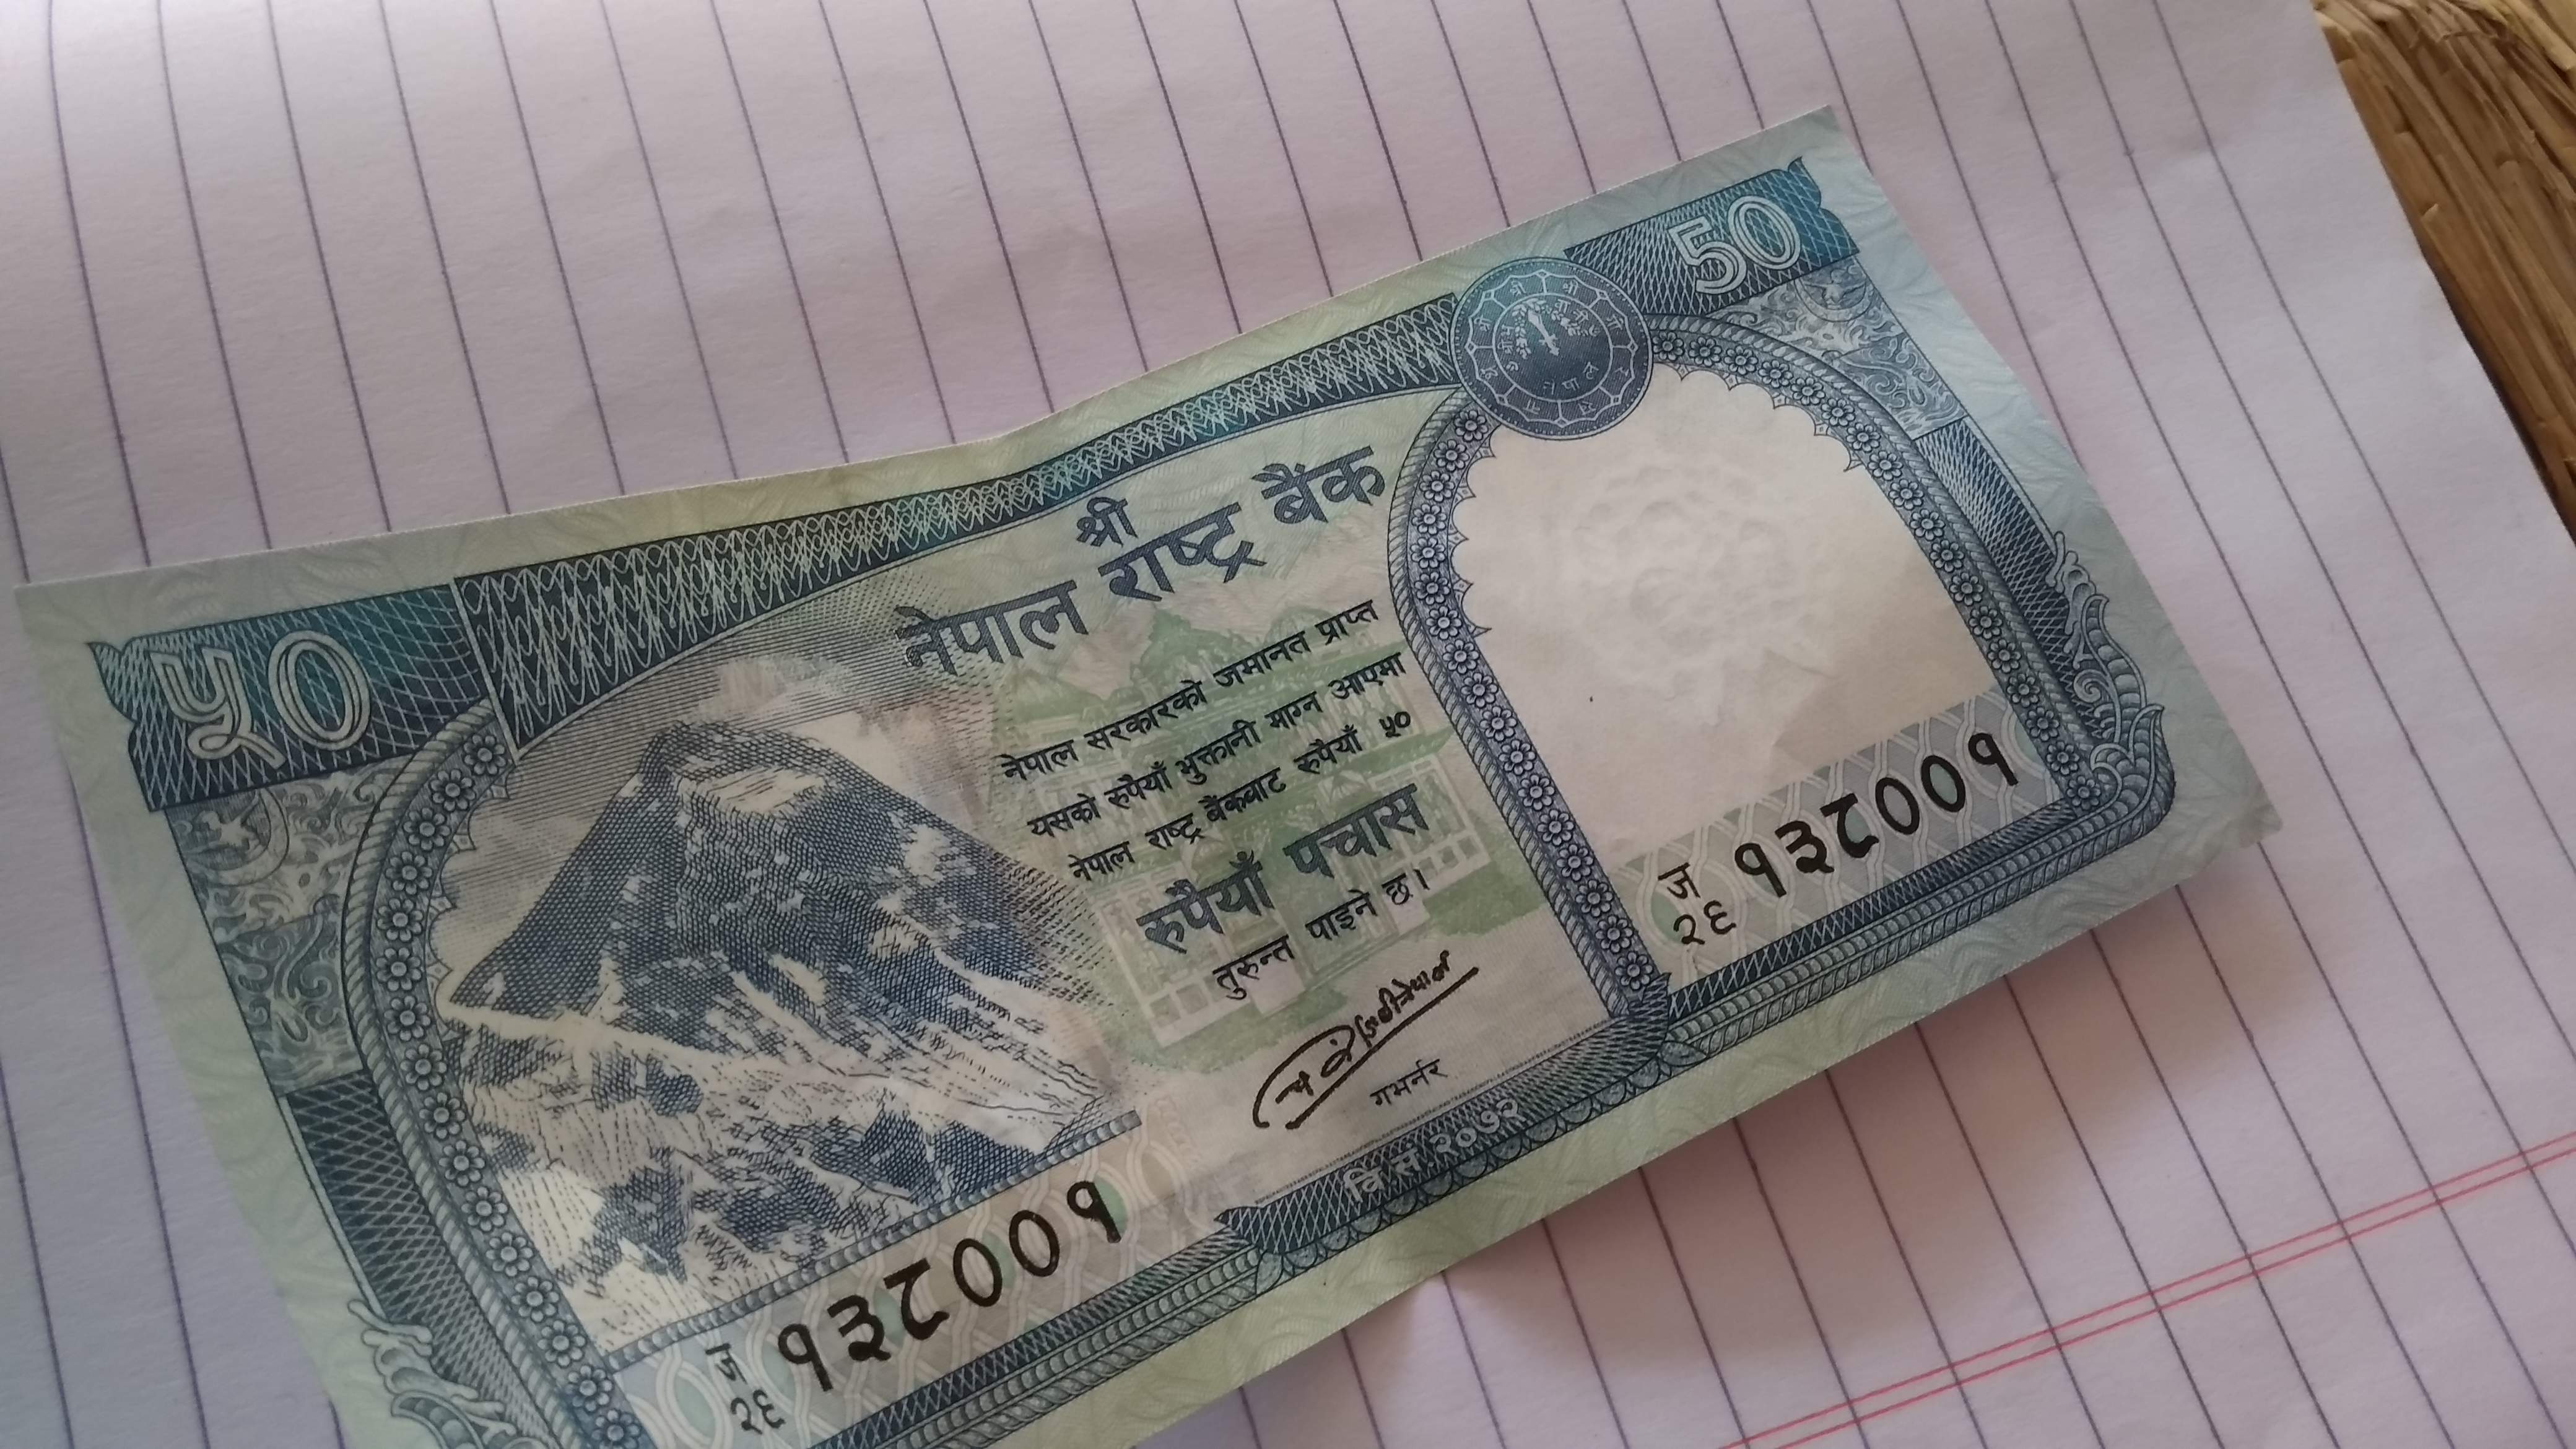 ५० 50
श्री
नेपाल राष्ट्र बैंक
नेपाल सरकारको जमानत प्राप्त
यसको रुपैयाँ भुक्तानी माग्न आएमा
नेपाल राष्ट्र बैंकबाट रुपैयाँ ५०
रुपैयाँ पचास
तुरुन्त पाइने छ।
गभर्नर
वि.सं. २०७२
ज
२६ १३८००१
ज
२६ १३८००१